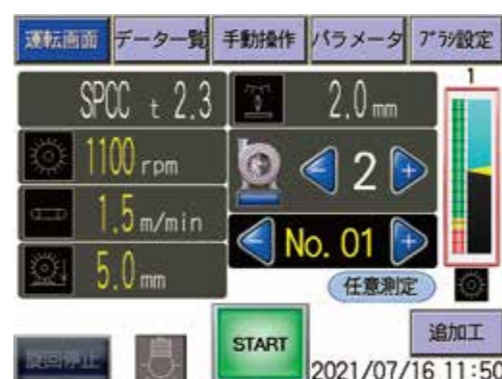 運転画面 データ一覧 手動操作 パラメータ ﾌﾞﾗｼ設定
SPCC t 2.3
2.0 mm
1
1100 rpm
2
1.5 m/min
No. 01
5.0 mm
任意測定
旋回停止
START
追加工
2021/07/16 11:50